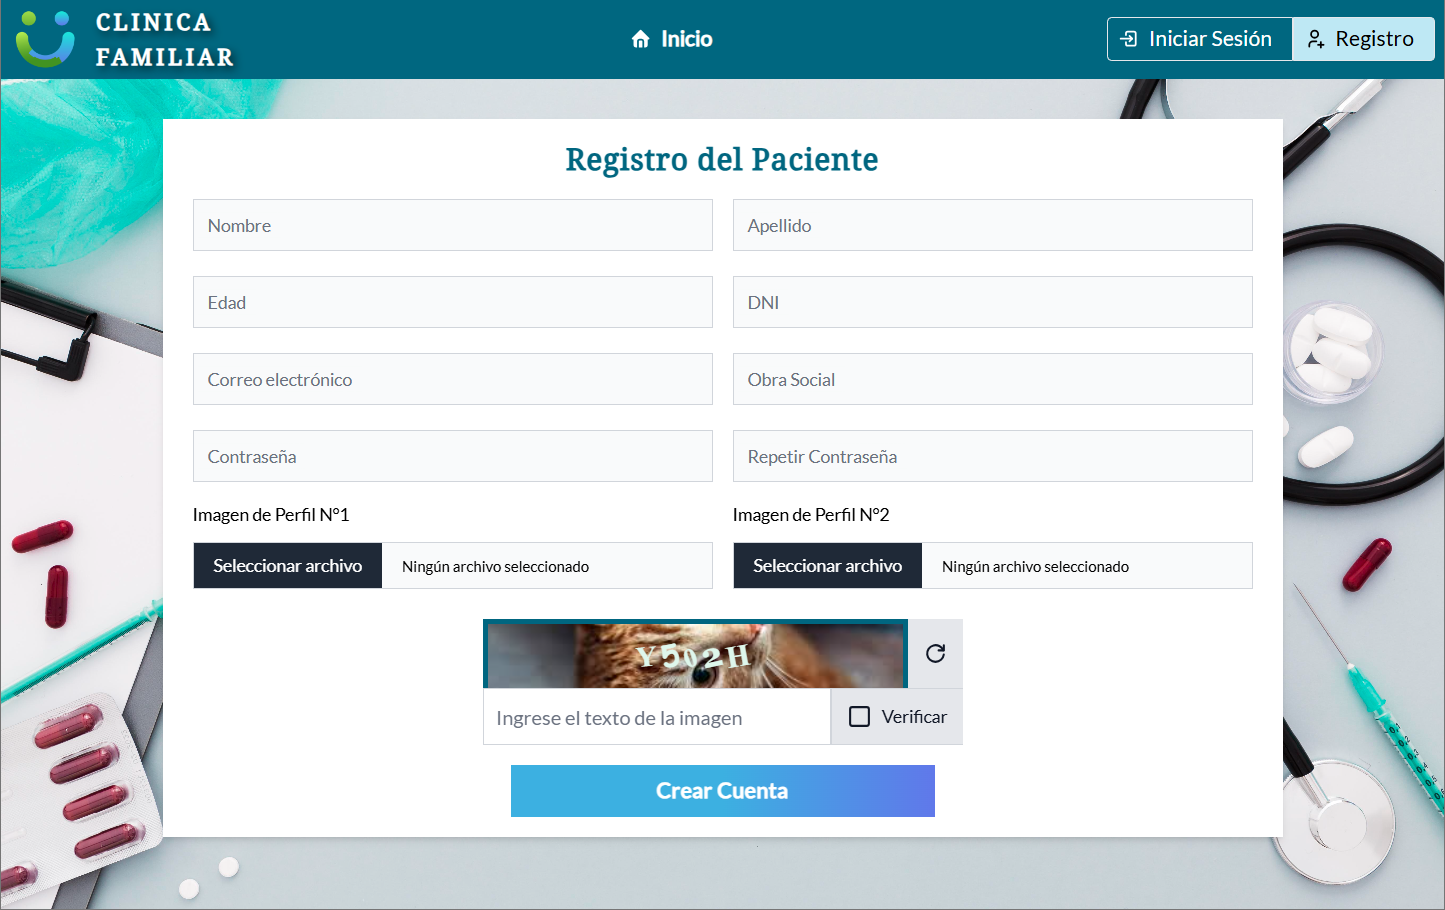 CLINICA
FAMILIAR
Inicio
Iniciar Sesión
Registro
Registro del Paciente
Nombre
Apellido
Edad
DNI
Correo electrónico
Obra Social
Contraseña
Repetir Contraseña
Imagen de Perfil N°1
Imagen de Perfil N°2
Seleccionar archivo
Ningún archivo seleccionado
Seleccionar archivo
Ningún archivo seleccionado
Y502H
Ingrese el texto de la imagen
Verificar
Crear Cuenta